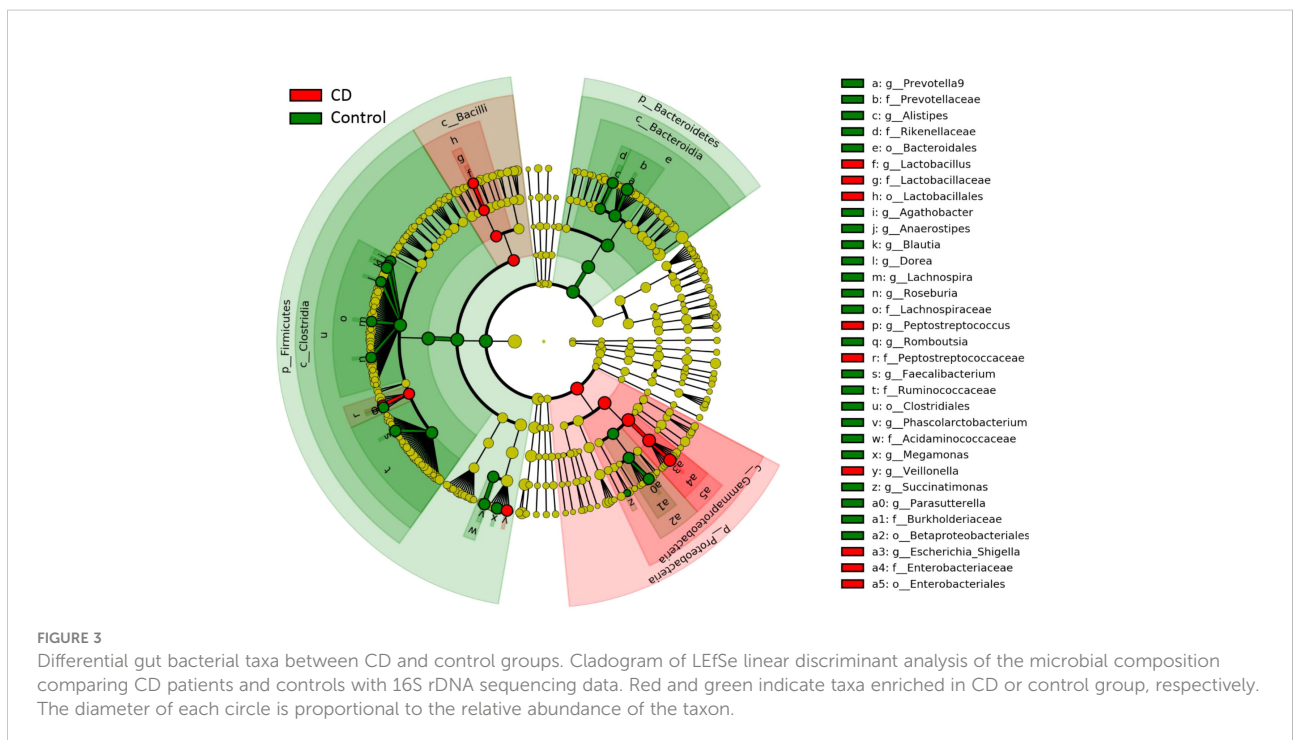 CD
Control
p__Bacteroidetes
c__Bacteroidia
c__Bacilli
h
g
f
d
b
e
c
a
p__Firmicutes
c__Clostridia
u
o
m
n
r
q
s
t
w
v
x
y
z
a0
a1
a2
a3
a4
a5
c__Gammaproteobacteria
p__Proteobacteria
a: g__Prevotella9
b: f__Prevotellaceae
c: g__Alistipes
d: f__Rikenellaceae
e: o__Bacteroidales
f: g__Lactobacillus
g: f__Lactobacillaceae
h: o__Lactobacillales
i: g__Agathobacter
j: g__Anaerostipes
k: g__Blautia
l: g__Dorea
m: g__Lachnospira
n: g__Roseburia
o: f__Lachnospiraceae
p: g__Peptostreptococcus
q: g__Romboutsia
r: f__Peptostreptococcaceae
s: g__Faecalibacterium
t: f__Ruminococcaceae
u: o__Clostridiales
v: g__Phascolarctobacterium
w: f__Acidaminococcaceae
x: g__Megamonas
y: g__Veillonella
z: g__Succinatimonas
a0: g__Parasutterella
a1: f__Burkholderiaceae
a2: o__Betaproteobacteriales
a3: g__Escherichia_Shigella
a4: f__Enterobacteriaceae
a5: o__Enterobacteriales
FIGURE 3
Differential gut bacterial taxa between CD and control groups. Cladogram of LEfSe linear discriminant analysis of the microbial composition
comparing CD patients and controls with 16S rDNA sequencing data. Red and green indicate taxa enriched in CD or control group, respectively.
The diameter of each circle is proportional to the relative abundance of the taxon.